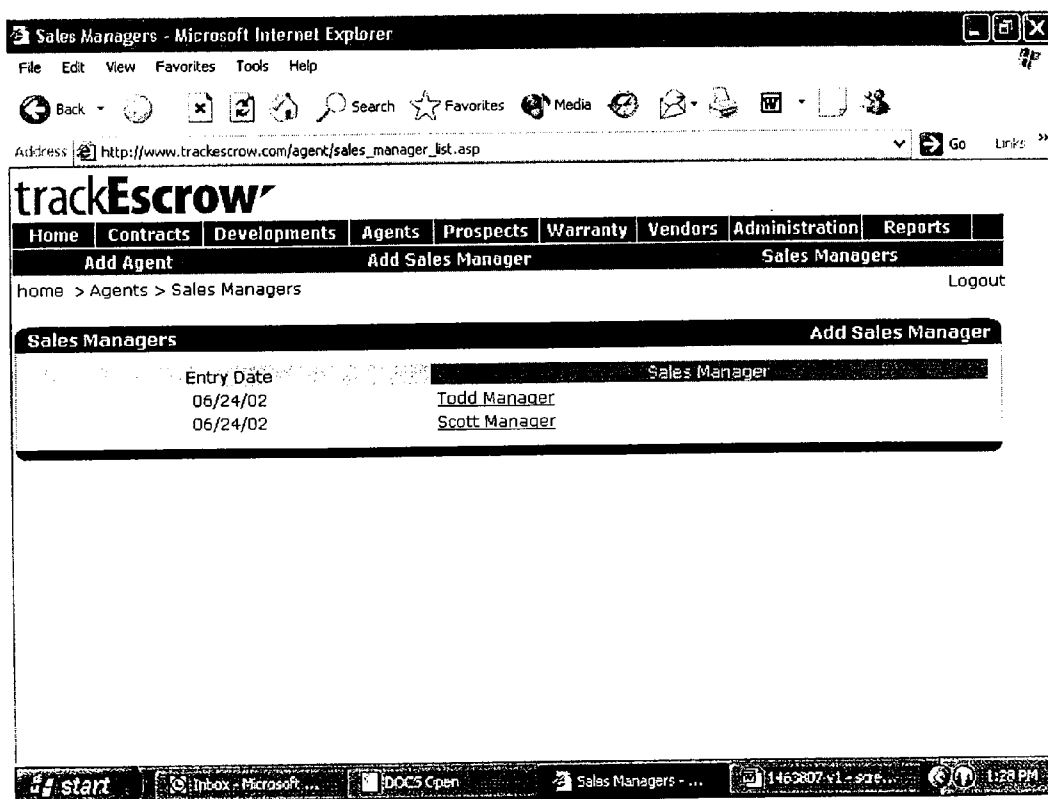 Sales Managers - Microsoft Internet Explorer
File Edit View Favorites Tools Help
Back Search Favorites Media W
Address http://www.trackescrow.com/agent/sales_manager_list.asp Go Links »
trackEscrow
Home Contracts Developments Agents Prospects Warranty Vendors Administration Reports
Add Agent Add Sales Manager Sales Managers
home > Agents > Sales Managers Logout
Sales Managers Add Sales Manager
Entry Date Sales Manager
06/24/02 Todd Manager
06/24/02 Scott Manager
start Inbox - Microsoft ... DOCS Open Sales Managers - ... 1463807 v1 - scre... 1:28 PM